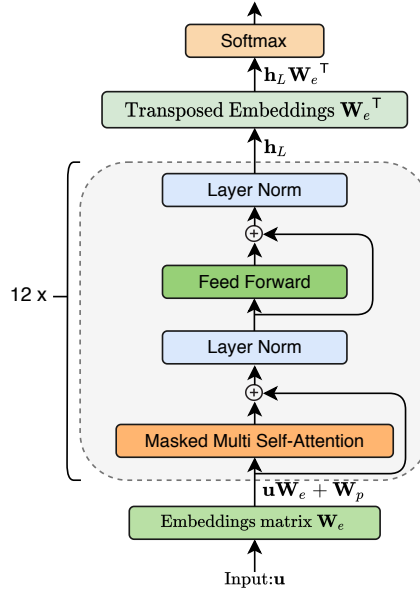 Softmax
h_L W_e^⊤
Transposed Embeddings W_e^⊤
h_L
Layer Norm
+
Feed Forward
12 x
Layer Norm
+
Masked Multi Self-Attention
uW_e + W_p
Embeddings matrix W_e
Input:u